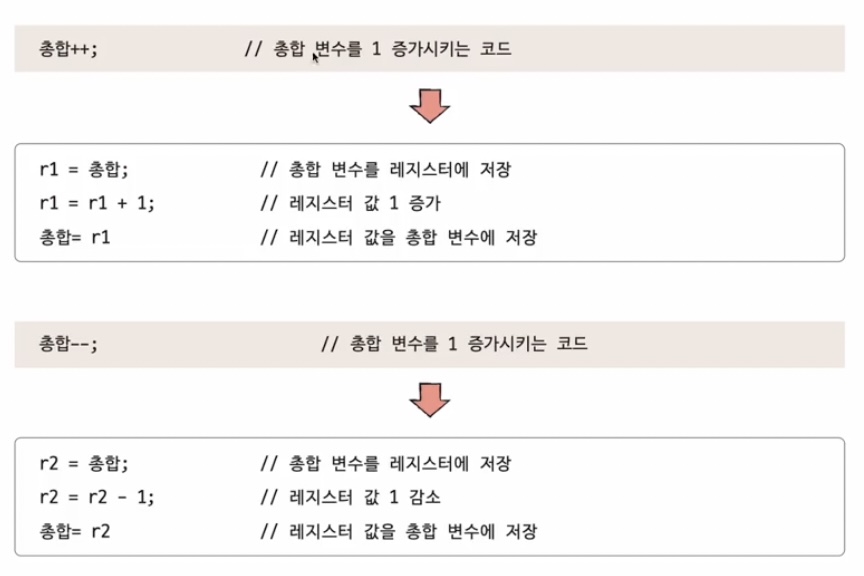 총합++; // 총합 변수를 1 증가시키는 코드
r1 = 총합; // 총합 변수를 레지스터에 저장
r1 = r1 + 1; // 레지스터 값 1 증가
총합= r1 // 레지스터 값을 총합 변수에 저장
총합--; // 총합 변수를 1 증가시키는 코드
r2 = 총합; // 총합 변수를 레지스터에 저장
r2 = r2 - 1; // 레지스터 값 1 감소
총합= r2 // 레지스터 값을 총합 변수에 저장